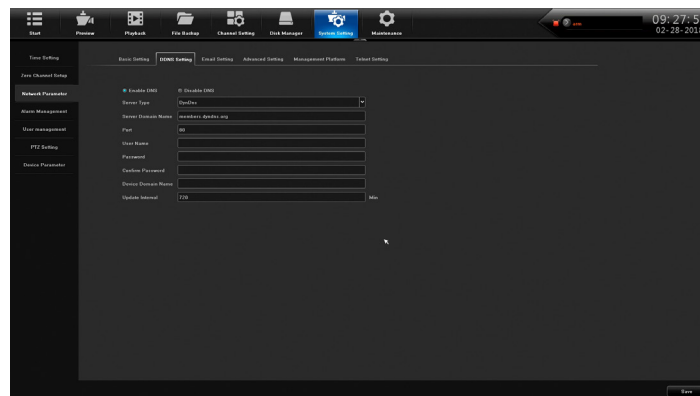 Start Preview Playback File Backup Channel Setting Disk Manager System Setting Maintenance
09:27:5
02-28-201
Time Setting
Zero Channel Setup
Network Parameter
Alarm Management
User management
PTZ Setting
Device Parameter
Basic Setting DDNS Setting Email Setting Advanced Setting Management Platform Telnet Setting
Enable DNS Disable DNS
Server Type DynDns
Server Domain Name members.dyndns.org
Port 80
User Name
Password
Confirm Password
Device Domain Name
Update Interval 720 Min
Save